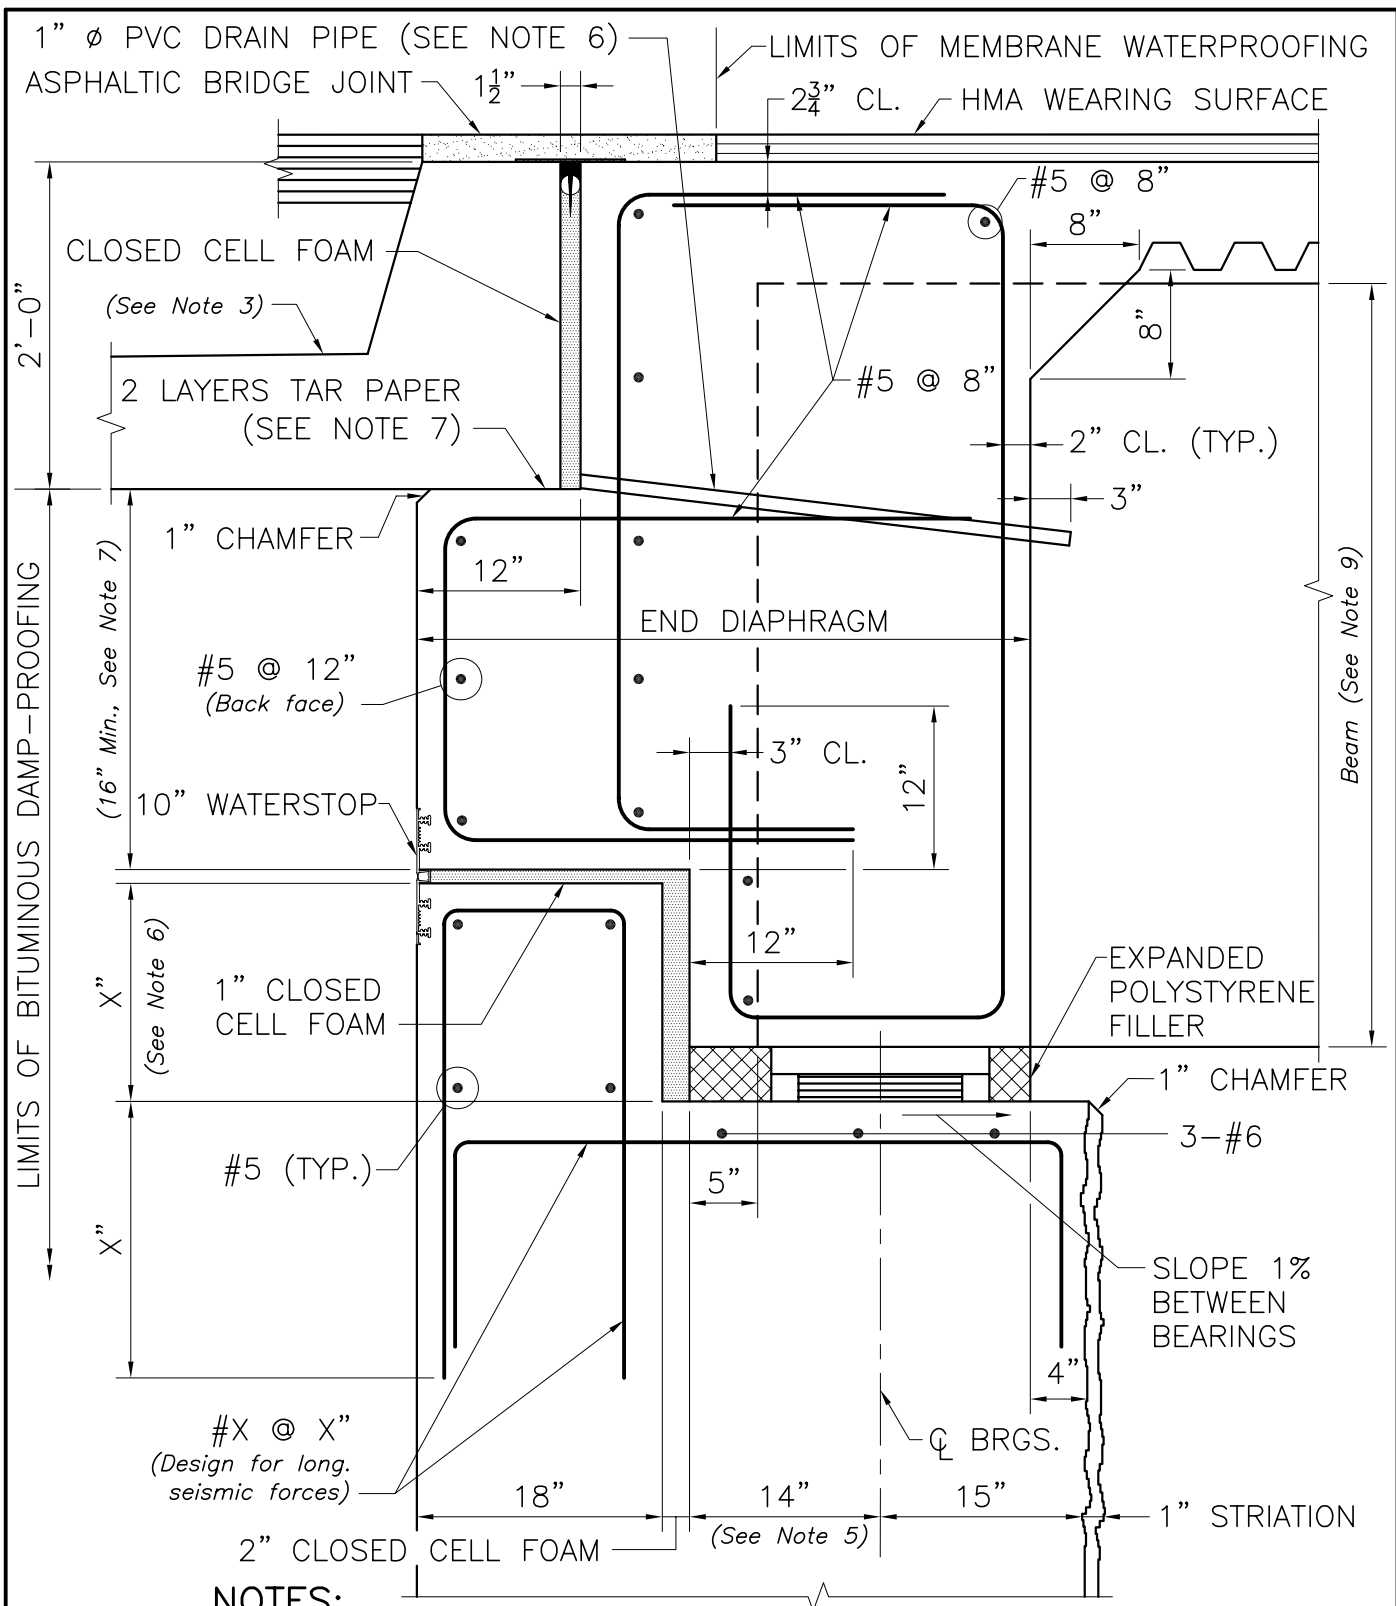 1” Ø PVC DRAIN PIPE (SEE NOTE 6)
LIMITS OF MEMBRANE WATERPROOFING
ASPHALTIC BRIDGE JOINT
1½”
2¾” CL.
HMA WEARING SURFACE
#5 @ 8”
8”
CLOSED CELL FOAM
(See Note 3)
2’-0”
8”
2 LAYERS TAR PAPER
(SEE NOTE 7)
#5 @ 8”
2” CL. (TYP.)
3”
1” CHAMFER
12”
END DIAPHRAGM
(16” Min., See Note 7)
LIMITS OF BITUMINOUS DAMP-PROOFING
Beam (See Note 9)
#5 @ 12”
(Back face)
3” CL.
12”
10” WATERSTOP
12”
X”
(See Note 6)
1” CLOSED
CELL FOAM
EXPANDED
POLYSTYRENE
FILLER
1” CHAMFER
3-#6
#5 (TYP.)
5”
X”
SLOPE 1%
BETWEEN
BEARINGS
4”
#X @ X”
(Design for long.
seismic forces)
℄ BRGS.
18”
14”
(See Note 5)
15”
1” STRIATION
2” CLOSED CELL FOAM
NOTES: